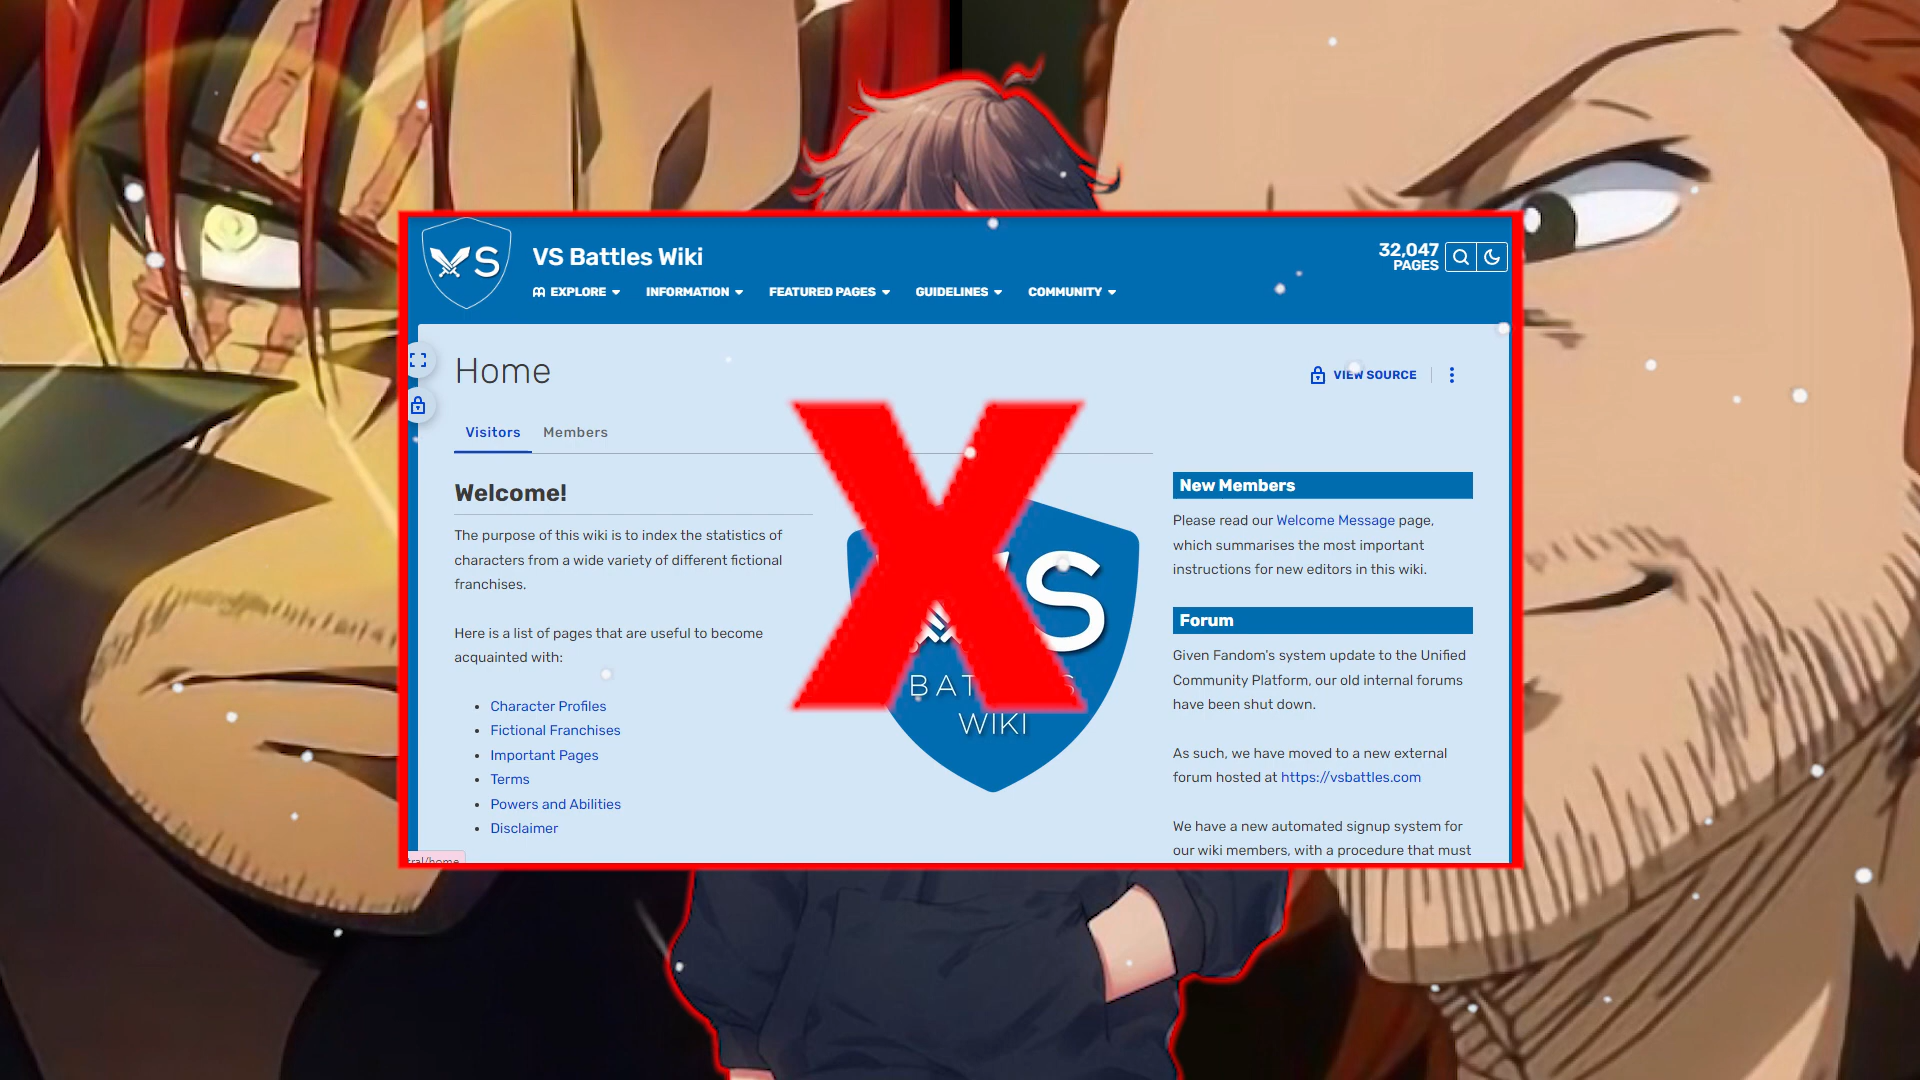 VS
VS Battles Wiki
32,047
PAGES
EXPLORE
INFORMATION
FEATURED PAGES
GUIDELINES
COMMUNITY
Home
VIEW SOURCE
Visitors
Members
Welcome!
The purpose of this wiki is to index the statistics of
characters from a wide variety of different fictional
franchises.
Here is a list of pages that are useful to become
acquainted with:
• Character Profiles
• Fictional Franchises
• Important Pages
• Terms
• Powers and Abilities
• Disclaimer
X
S
WIKI
New Members
Please read our Welcome Message page,
which summarises the most important
instructions for new editors in this wiki.
Forum
Given Fandom's system update to the Unified
Community Platform, our old internal forums
have been shut down.
As such, we have moved to a new external
forum hosted at https://vsbattles.com
We have a new automated signup system for
our wiki members, with a procedure that must